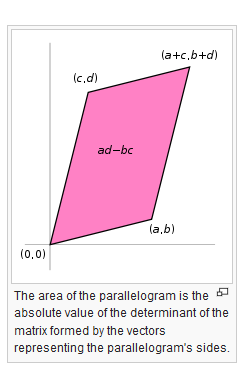 (a+c,b+d)
(c,d)
ad−bc
(a,b)
(0,0)
The area of the parallelogram is the
absolute value of the determinant of the
matrix formed by the vectors
representing the parallelogram's sides.